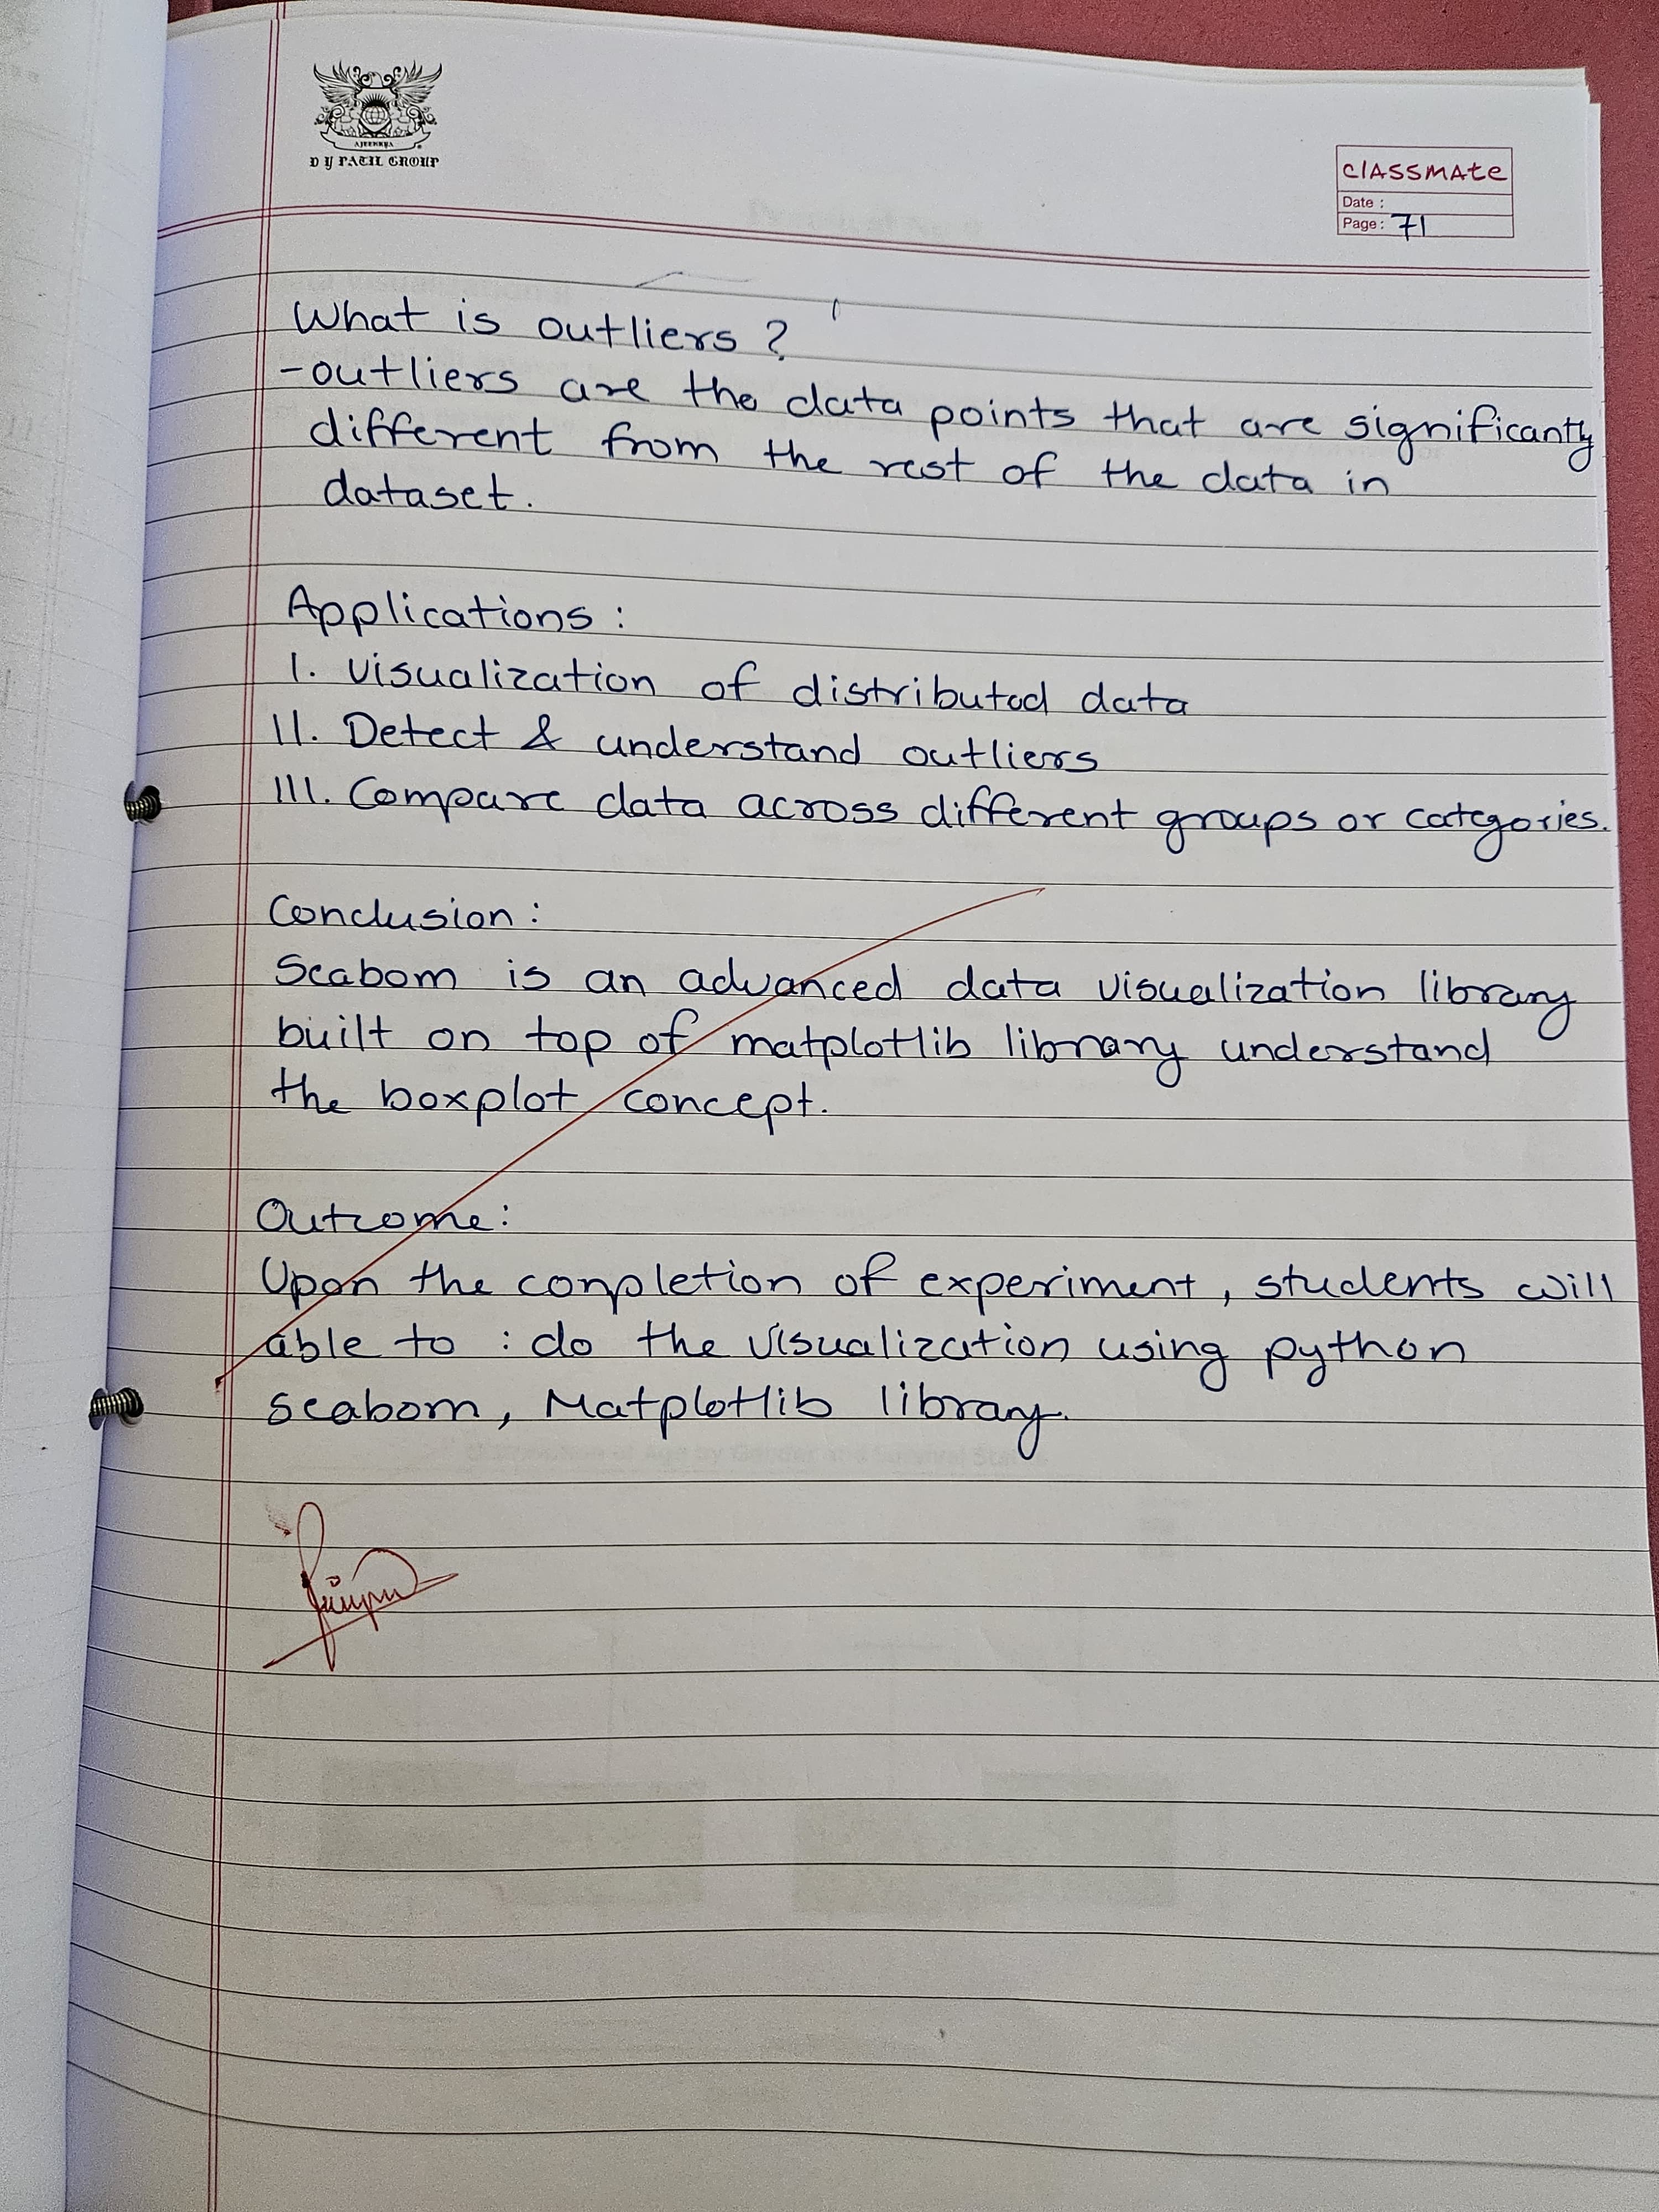 AJEENKYA
D Y PATIL GROUP
classmate
Date :
Page : 71
What is outliers ?
- outliers are the data points that are significanty
different from the rest of the data in
dataset.
Applications :
I. visualization of distributed data
II. Detect & understand outliers
III. Compare data across different groups or categories.
Conclusion :
Seaborn is an advanced data visualization library
built on top of matplotlib library understand
the boxplot concept.
Outcome :
Upon the completion of experiment, students will
able to : do the visualization using python
seaborn, Matplotlib library.